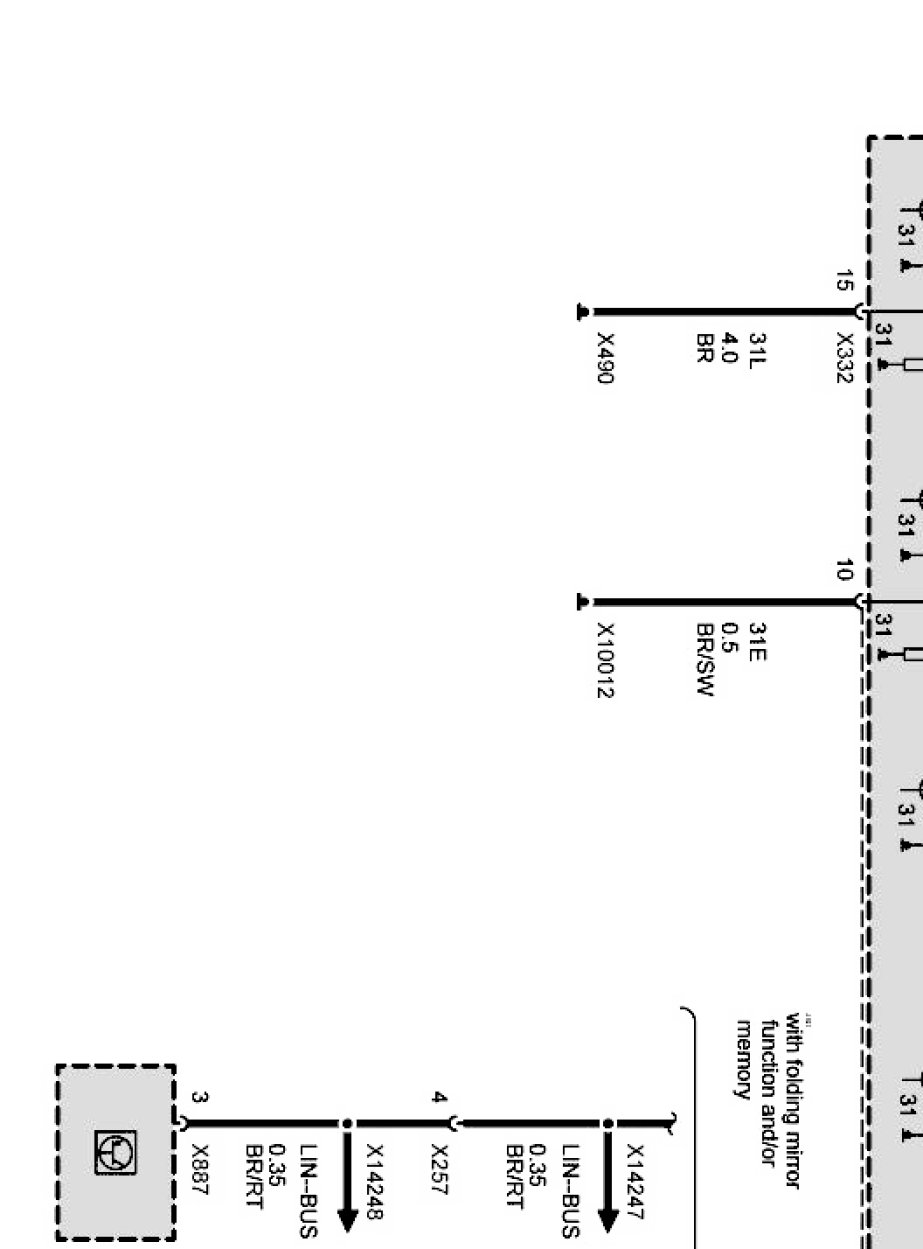 31
15
X332
31
31L
4.0
BR
X490
31
10
31
31E
0.5
BR/SW
X10012
31
31
with folding mirror
function and/or
memory
X14247
LIN--BUS
0.35
BR/RT
4
X257
X14248
LIN--BUS
0.35
BR/RT
3
X887